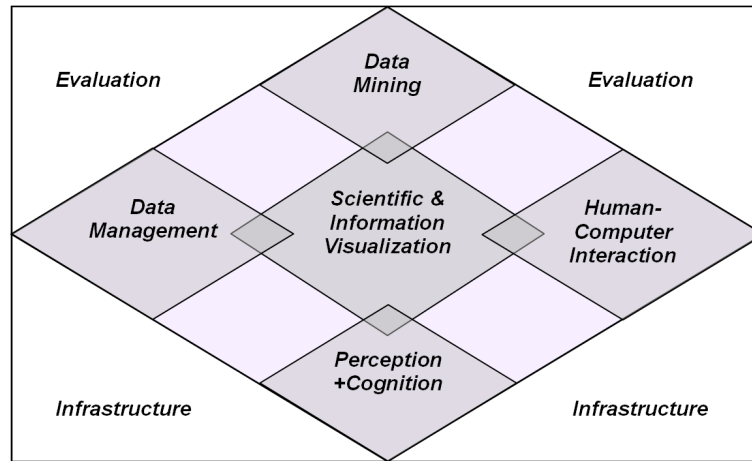 Data
Mining
Evaluation
Evaluation
Data
Management
Scientific &
Information
Visualization
Human-
Computer
Interaction
Perception
+Cognition
Infrastructure
Infrastructure